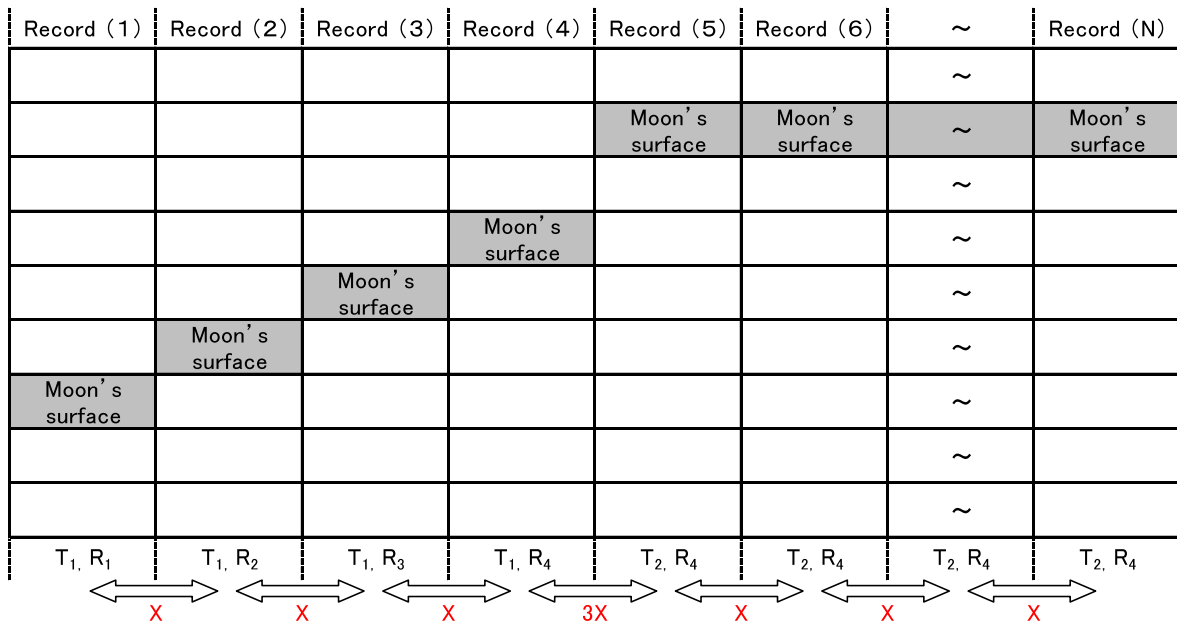 Record (1) Record (2) Record (3) Record (4) Record (5) Record (6) ~ Record (N)
~
Moon's surface Moon's surface ~ Moon's surface
~
Moon's surface ~
Moon's surface ~
Moon's surface ~
Moon's surface ~
~
~
T1, R1 T1, R2 T1, R3 T1, R4 T2, R4 T2, R4 T2, R4 T2, R4
X X X 3X X X X